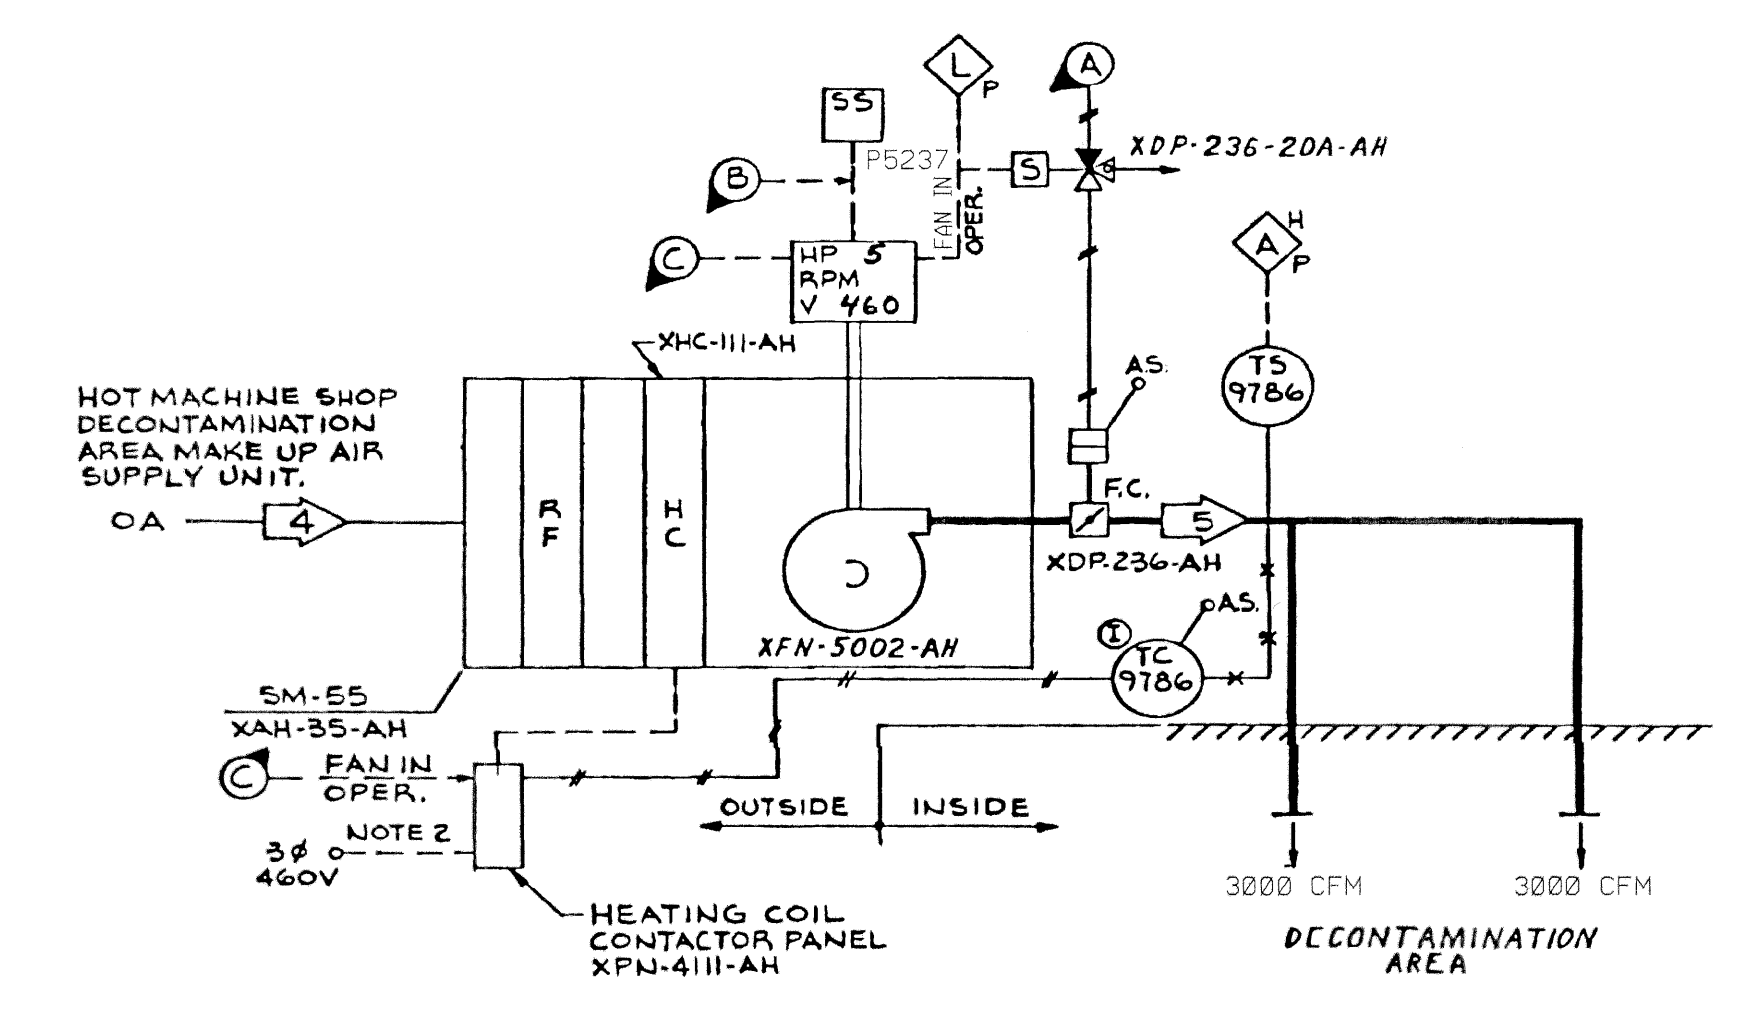 L
P
A
SS
P5237
XDP-236-20A-AH
B
S
FAN IN
OPER.
H
A
P
C
HP 5
RPM
V 460
XHC-111-AH
A.S.
TS
9786
HOT MACHINE SHOP
DECONTAMINATION
AREA MAKE UP AIR
SUPPLY UNIT.
OA
4
RF
HC
F.C.
5
XDP-236-AH
A.S.
XFN-5002-AH
I
TC
9786
SM-55
XAH-35-AH
C
FAN IN
OPER.
OUTSIDE
INSIDE
NOTE 2
3Ø
460V
3000 CFM
3000 CFM
HEATING COIL
CONTACTOR PANEL
XPN-4111-AH
DECONTAMINATION
AREA